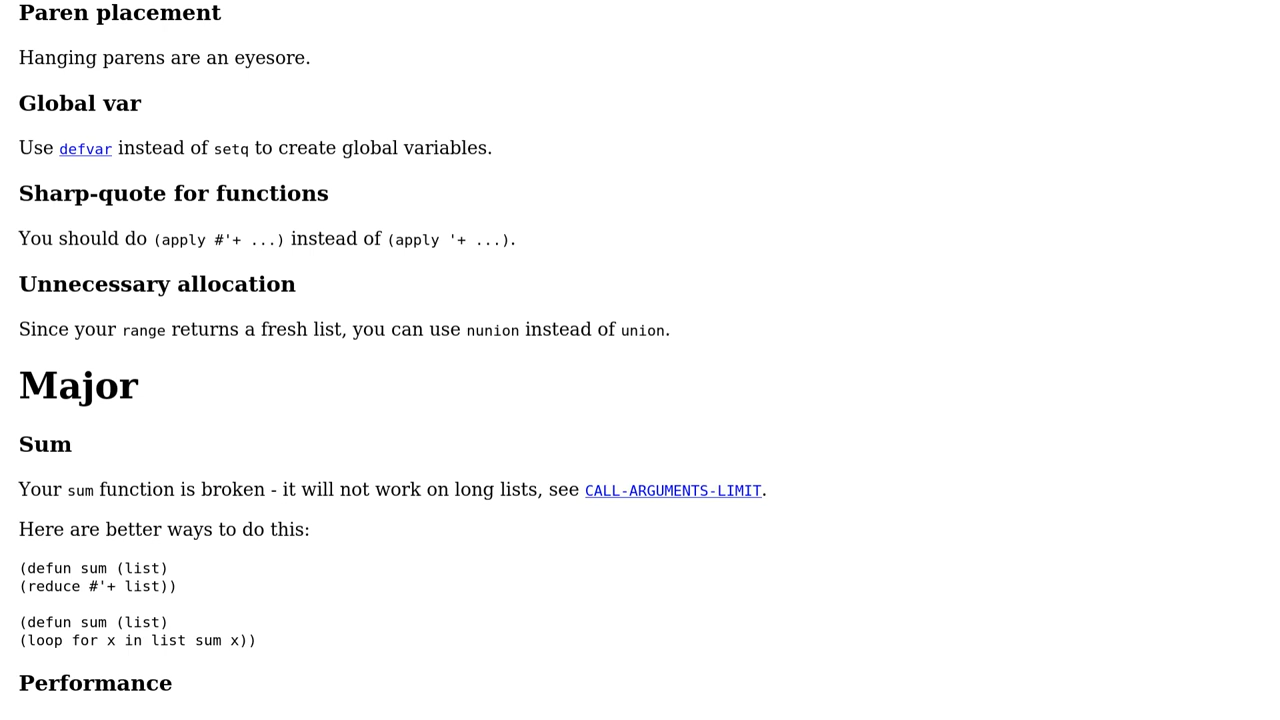 Paren placement
Hanging parens are an eyesore.
Global var
Use defvar instead of setq to create global variables.
Sharp-quote for functions
You should do (apply #'+ ...) instead of (apply '+ ...).
Unnecessary allocation
Since your range returns a fresh list, you can use nunion instead of union.
Major
Sum
Your sum function is broken - it will not work on long lists, see CALL-ARGUMENTS-LIMIT.
Here are better ways to do this:
(defun sum (list)
(reduce #'+ list))
(defun sum (list)
(loop for x in list sum x))
Performance